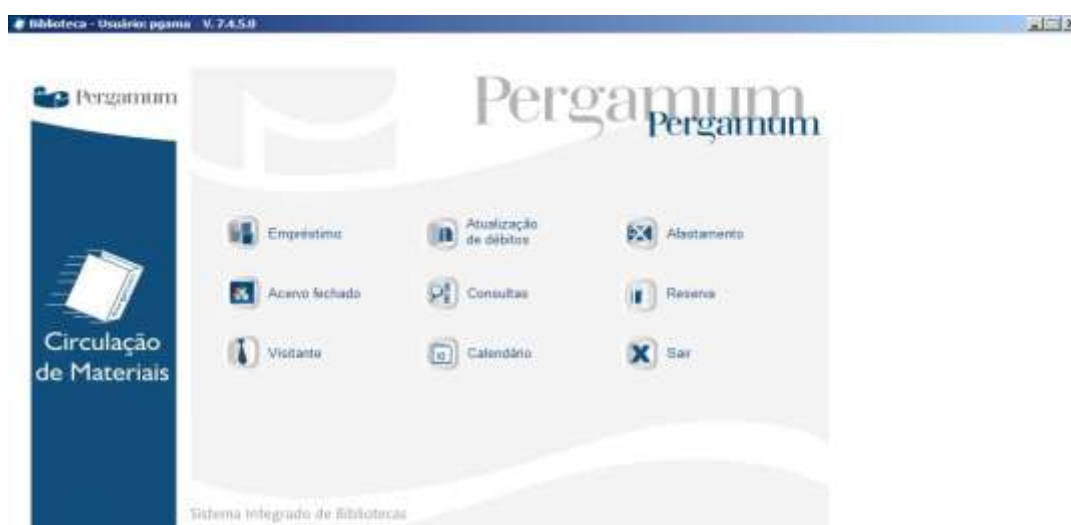 Biblioteca - Usuário: pgama V. 7.4.5.0
Pergamum
Pergamum
Pergamum
Empréstimo
Atualização
de débitos
Afastamento
Acervo fechado
Consultas
Reserva
Visitante
Calendário
Sair
Circulação
de Materiais
Sistema Integrado de Bibliotecas